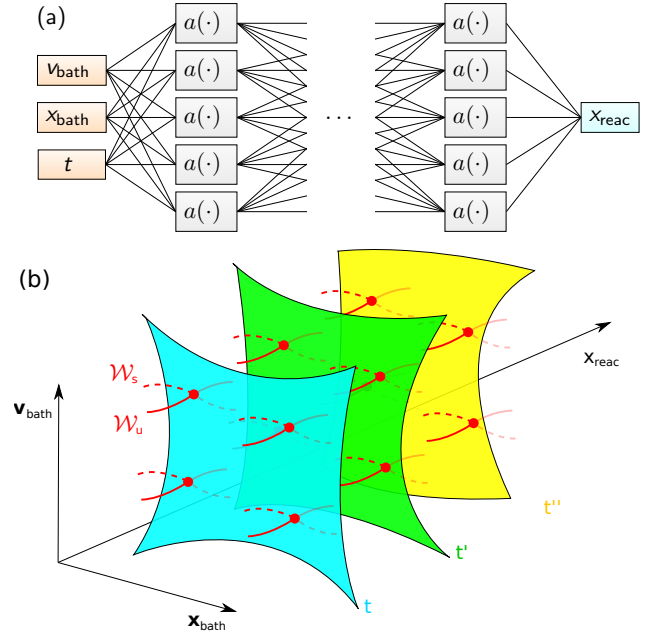 (a)
a(·) a(·)
v_bath a(·) a(·)
x_bath a(·) ··· a(·) x_reac
t a(·) a(·)
a(·) a(·)
(b)
x_reac
𝒲_s
v_bath
𝒲_u
t''
t'
x_bath t